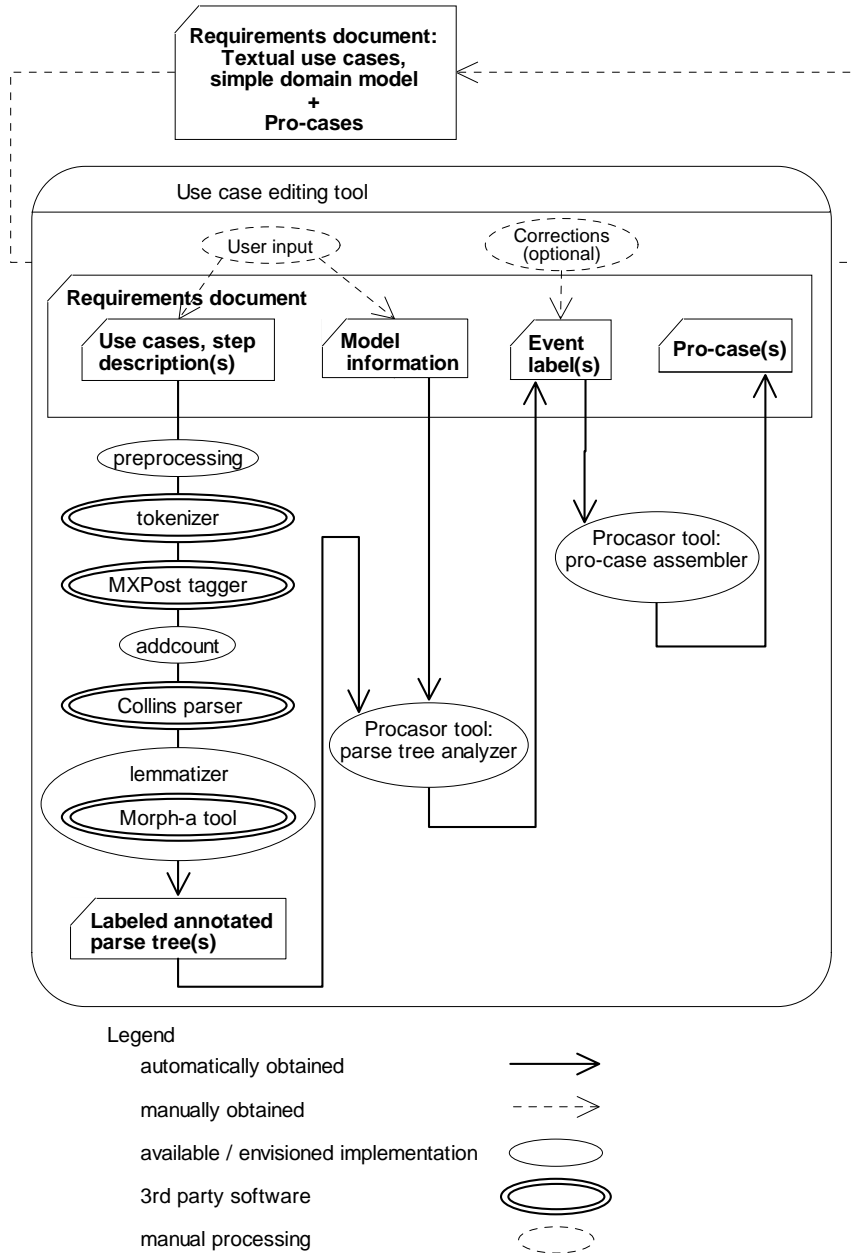 Requirements document:
Textual use cases,
simple domain model
+
Pro-cases
Use case editing tool
User input
Corrections
(optional)
Requirements document
Use cases, step
description(s)
Model
information
Event
label(s)
Pro-case(s)
preprocessing
tokenizer
MXPost tagger
addcount
Collins parser
lemmatizer
Morph-a tool
Labeled annotated
parse tree(s)
Procasor tool:
parse tree analyzer
Procasor tool:
pro-case assembler
Legend
automatically obtained
manually obtained
available / envisioned implementation
3rd party software
manual processing